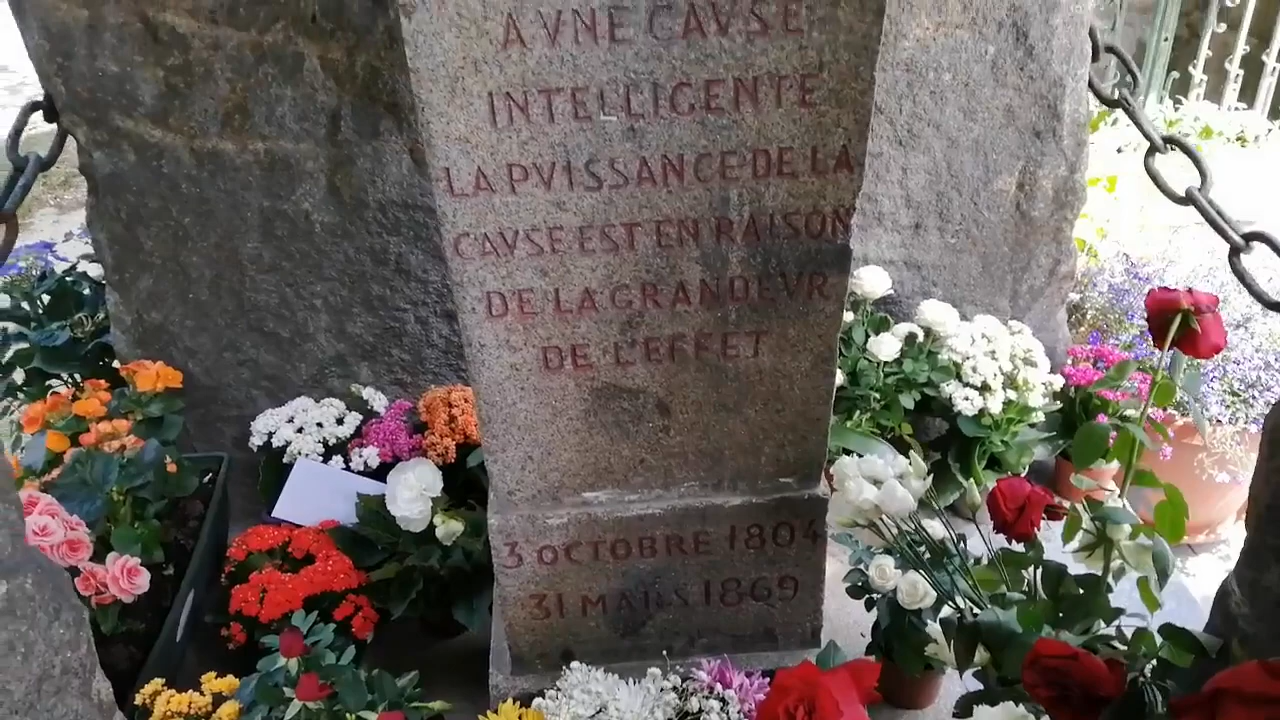 A VNE CAVSE
INTELLIGENTE
LA PVISSANCE DE LA
CAVSE EST EN RAISON
DE LA GRANDEVR
DE L'EFFET
3 OCTOBRE 1804
31 MARS 1869